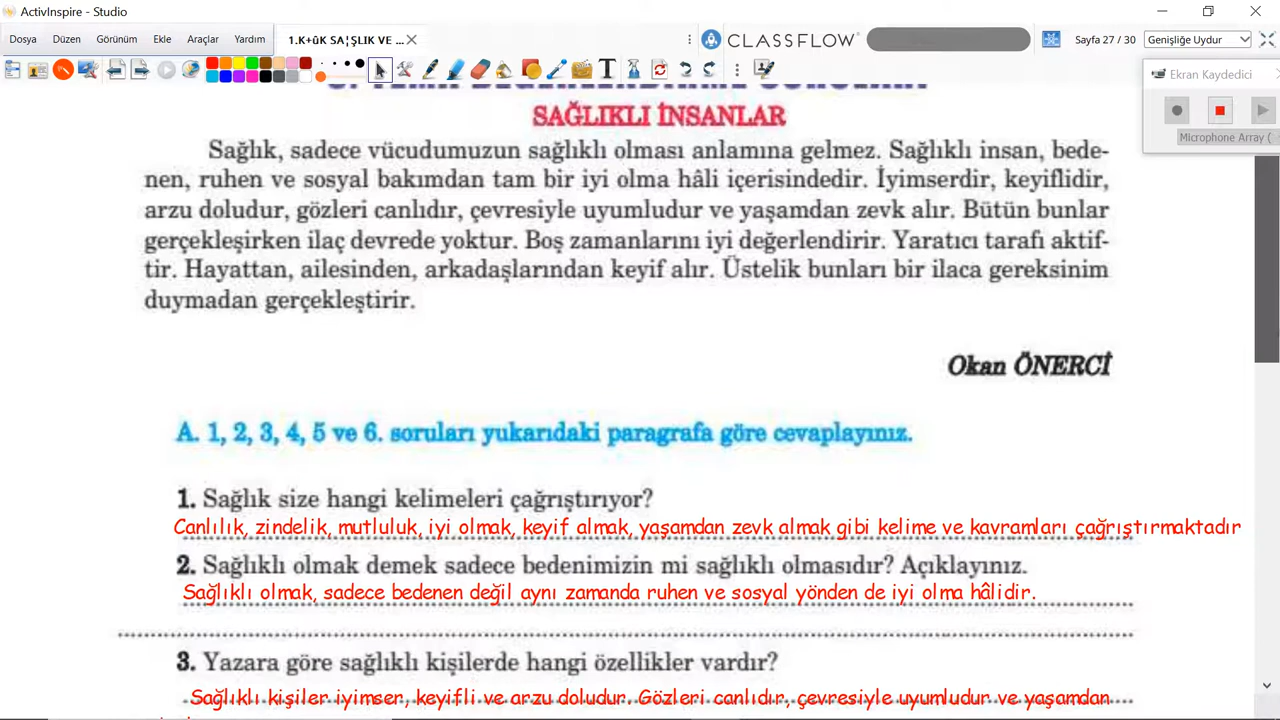 ActivInspire - Studio
Dosya Düzen Görünüm Ekle Araçlar Yardım
1.K+ûK SA¦ŞLIK VE ...
CLASSFLOW
Sayfa 27 / 30
Genişliğe Uydur
Ekran Kaydedici
Microphone Array (
SAĞLIKLI İNSANLAR
Sağlık, sadece vücudumuzun sağlıklı olması anlamına gelmez. Sağlıklı insan, bede-
nen, ruhen ve sosyal bakımdan tam bir iyi olma hâli içerisindedir. İyimserdir, keyiflidir,
arzu doludur, gözleri canlıdır, çevresiyle uyumludur ve yaşamdan zevk alır. Bütün bunlar
gerçekleşirken ilaç devrede yoktur. Boş zamanlarını iyi değerlendirir. Yaratıcı tarafı aktif-
tir. Hayattan, ailesinden, arkadaşlarından keyif alır. Üstelik bunları bir ilaca gereksinim
duymadan gerçekleştirir.
Okan ÖNERCİ
A. 1, 2, 3, 4, 5 ve 6. soruları yukarıdaki paragrafa göre cevaplayınız.
1. Sağlık size hangi kelimeleri çağrıştırıyor?
Canlılık, zindelik, mutluluk, iyi olmak, keyif almak, yaşamdan zevk almak gibi kelime ve kavramları çağrıştırmaktadır
2. Sağlıklı olmak demek sadece bedenimizin mi sağlıklı olmasıdır? Açıklayınız.
Sağlıklı olmak, sadece bedenen değil aynı zamanda ruhen ve sosyal yönden de iyi olma hâlidir.
3. Yazara göre sağlıklı kişilerde hangi özellikler vardır?
Sağlıklı kişiler iyimser, keyifli ve arzu doludur. Gözleri canlıdır, çevresiyle uyumludur ve yaşamdan